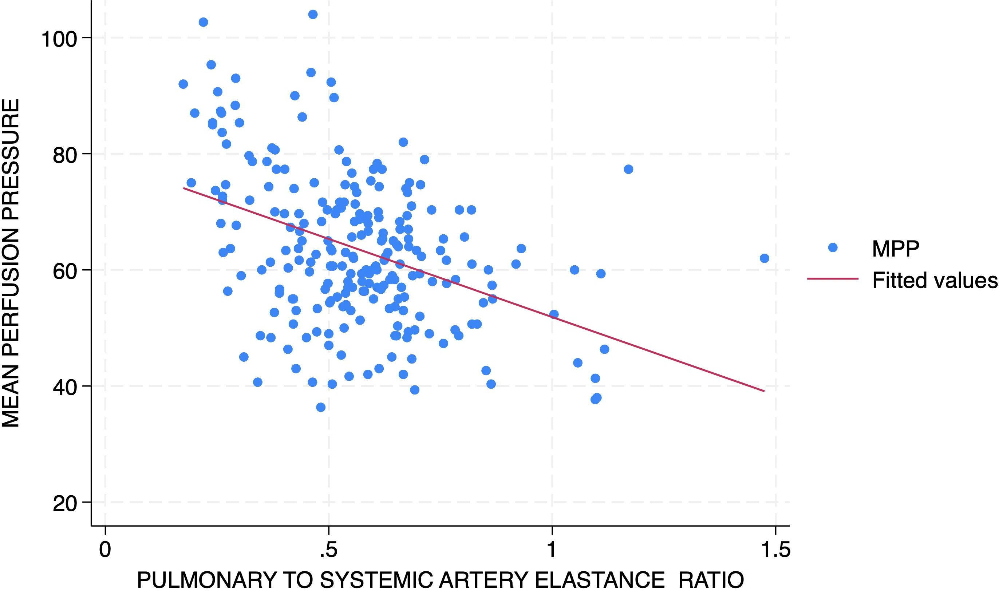 MEAN PERFUSION PRESSURE
100
80
60
40
20
0
.5
1
1.5
PULMONARY TO SYSTEMIC ARTERY ELASTANCE  RATIO
MPP
Fitted values